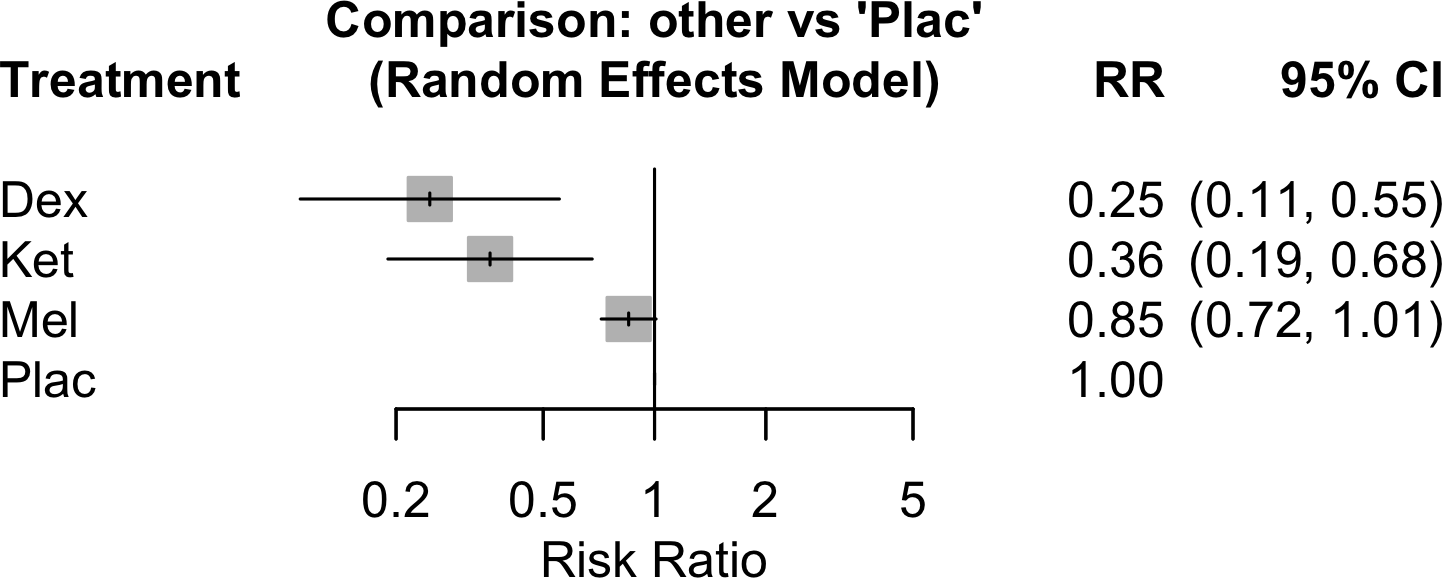 Comparison: other vs 'Plac'
Treatment (Random Effects Model) RR 95% CI
Dex 0.25 (0.11, 0.55)
Ket 0.36 (0.19, 0.68)
Mel 0.85 (0.72, 1.01)
Plac 1.00
0.2 0.5 1 2 5
Risk Ratio